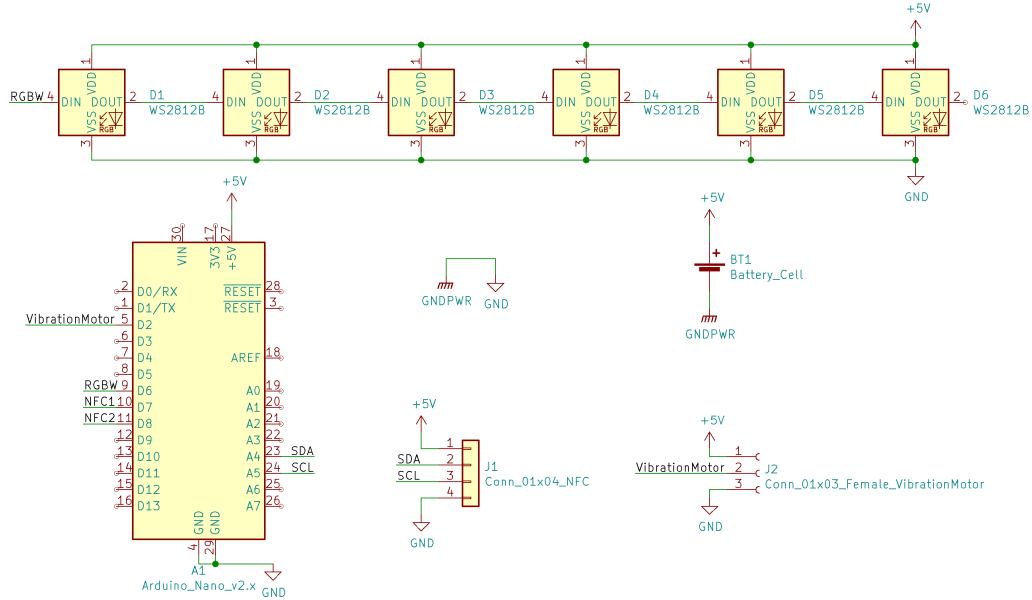 +5V
1 1 1 1 1 1
VDD VDD VDD VDD VDD VDD
RGBW 4 DIN DOUT 2 D1 4 DIN DOUT 2 D2 4 DIN DOUT 2 D3 4 DIN DOUT 2 D4 4 DIN DOUT 2 D5 4 DIN DOUT 2 D6
WS2812B WS2812B WS2812B WS2812B WS2812B WS2812B
VSS RGB VSS RGB VSS RGB VSS RGB VSS RGB VSS RGB
3 3 3 3 3 3
GND
+5V
30 17 27
VIN 3V3 +5V
2 D0/RX RESET 28
1 D1/TX RESET 3
VibrationMotor 5 D2
6 D3
7 D4 AREF 18
8 D5
RGBW 9 D6 A0 19
NFC1 10 D7 A1 20
NFC2 11 D8 A2 21
12 D9 A3 22
13 D10 A4 23 SDA
14 D11 A5 24 SCL
15 D12 A6 25
16 D13 A7 26
GND GND
4 29
A1
Arduino_Nano_v2.x
GND
GNDPWR
GND
+5V
+
BT1
Battery_Cell
GNDPWR
+5V
1
SDA 2
SCL 3
4
J1
Conn_01x04_NFC
GND
+5V
1
VibrationMotor 2
3
J2
Conn_01x03_Female_VibrationMotor
GND